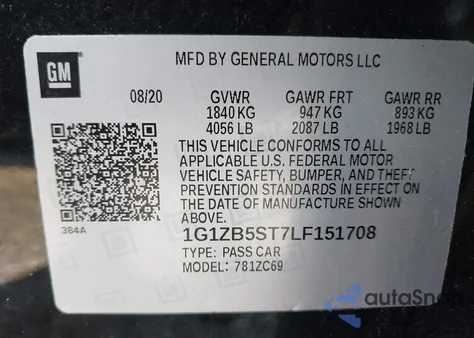 GM
MFD BY GENERAL MOTORS LLC
08/20 GVWR GAWR FRT GAWR RR
1840 KG 947 KG 893 KG
4056 LB 2087 LB 1968 LB
THIS VEHICLE CONFORMS TO ALL
APPLICABLE U.S. FEDERAL MOTOR
VEHICLE SAFETY, BUMPER, AND THEFT
PREVENTION STANDARDS IN EFFECT ON
THE DATE OF MANUFACTURE SHOWN
ABOVE.
384A
1G1ZB5ST7LF151708
TYPE: PASS CAR
MODEL: 781ZC69
autoSnap